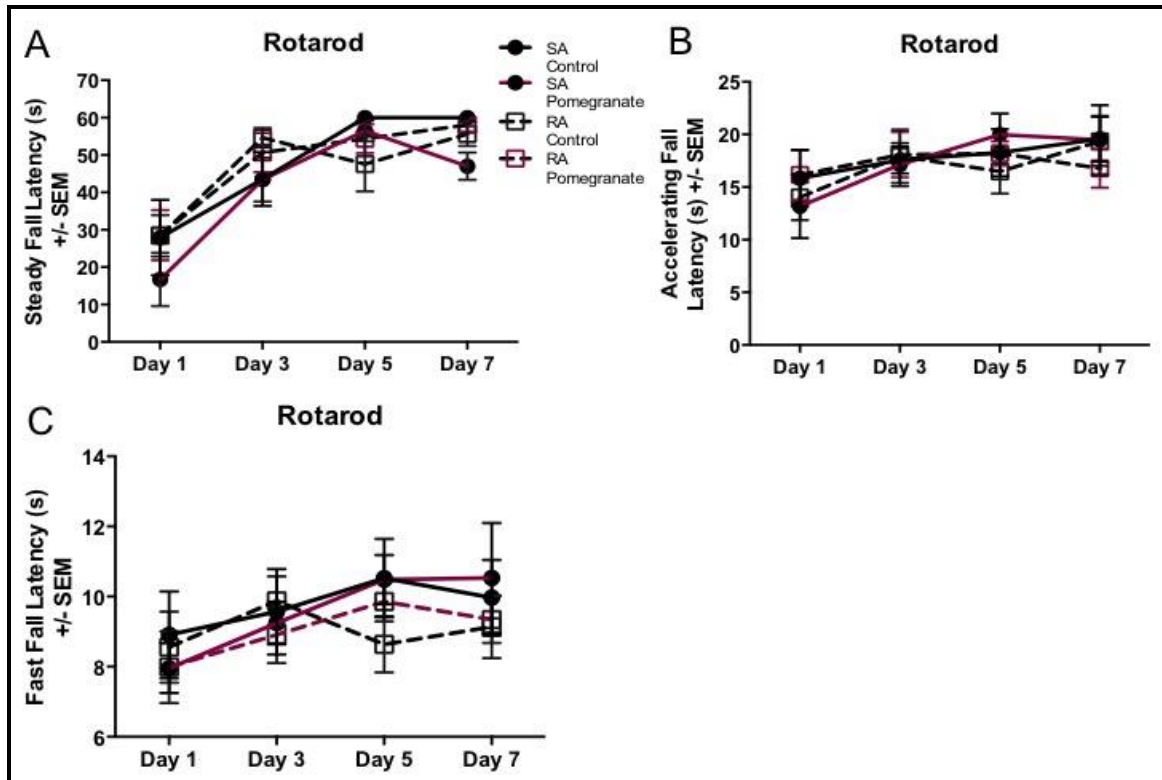 A
Rotarod
Steady Fall Latency (s)
+/- SEM
70
60
50
40
30
20
10
0
Day 1 Day 3 Day 5 Day 7
SA
Control
SA
Pomegranate
RA
Control
RA
Pomegranate
B
Rotarod
Accelerating Fall
Latency (s) +/- SEM
25
20
15
10
5
0
Day 1 Day 3 Day 5 Day 7
C
Rotarod
Fast Fall Latency (s)
+/- SEM
14
12
10
8
6
Day 1 Day 3 Day 5 Day 7